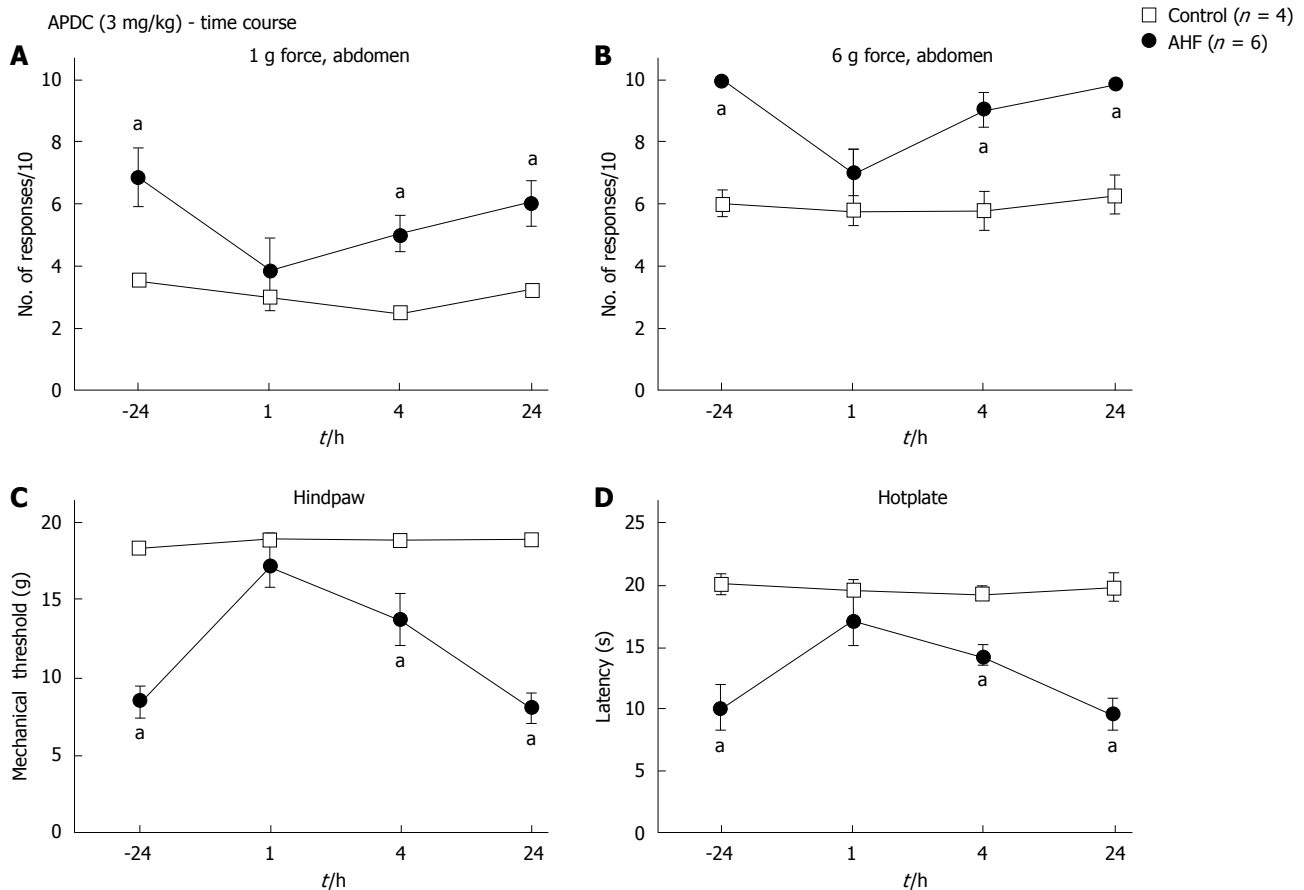 APDC (3 mg/kg) - time course
Control (n = 4)
AHF (n = 6)
A
1 g force, abdomen
No. of responses/10
10
8
6
4
2
0
a
a
a
-24
1
4
24
t/h
B
6 g force, abdomen
No. of responses/10
10
8
6
4
2
0
a
a
a
-24
1
4
24
t/h
C
Hindpaw
Mechanical threshold (g)
20
15
10
5
0
a
a
a
-24
1
4
24
t/h
D
Hotplate
Latency (s)
25
20
15
10
5
0
a
a
a
-24
1
4
24
t/h